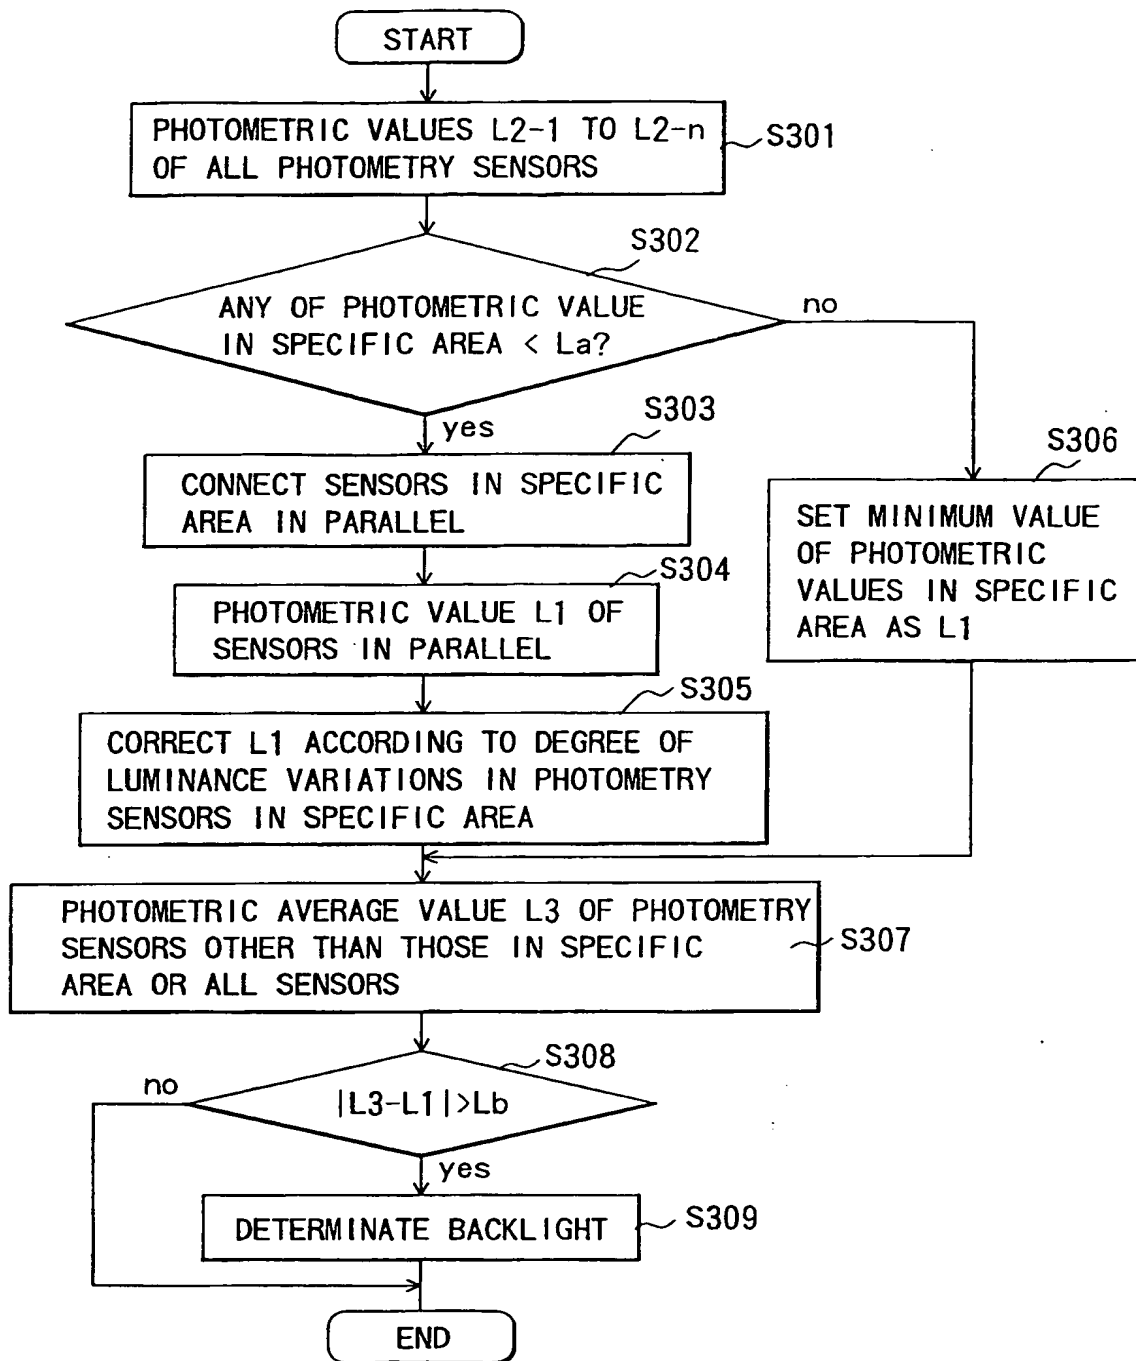 START
PHOTOMETRIC VALUES L2-1 TO L2-n
OF ALL PHOTOMETRY SENSORS
S301
S302
ANY OF PHOTOMETRIC VALUE
IN SPECIFIC AREA < La?
no
yes
S303
CONNECT SENSORS IN SPECIFIC
AREA IN PARALLEL
S306
SET MINIMUM VALUE
OF PHOTOMETRIC
VALUES IN SPECIFIC
AREA AS L1
S304
PHOTOMETRIC VALUE L1 OF
SENSORS IN PARALLEL
S305
CORRECT L1 ACCORDING TO DEGREE OF
LUMINANCE VARIATIONS IN PHOTOMETRY
SENSORS IN SPECIFIC AREA
PHOTOMETRIC AVERAGE VALUE L3 OF PHOTOMETRY
SENSORS OTHER THAN THOSE IN SPECIFIC
AREA OR ALL SENSORS
S307
S308
no
|L3-L1|>Lb
yes
DETERMINATE BACKLIGHT
S309
END